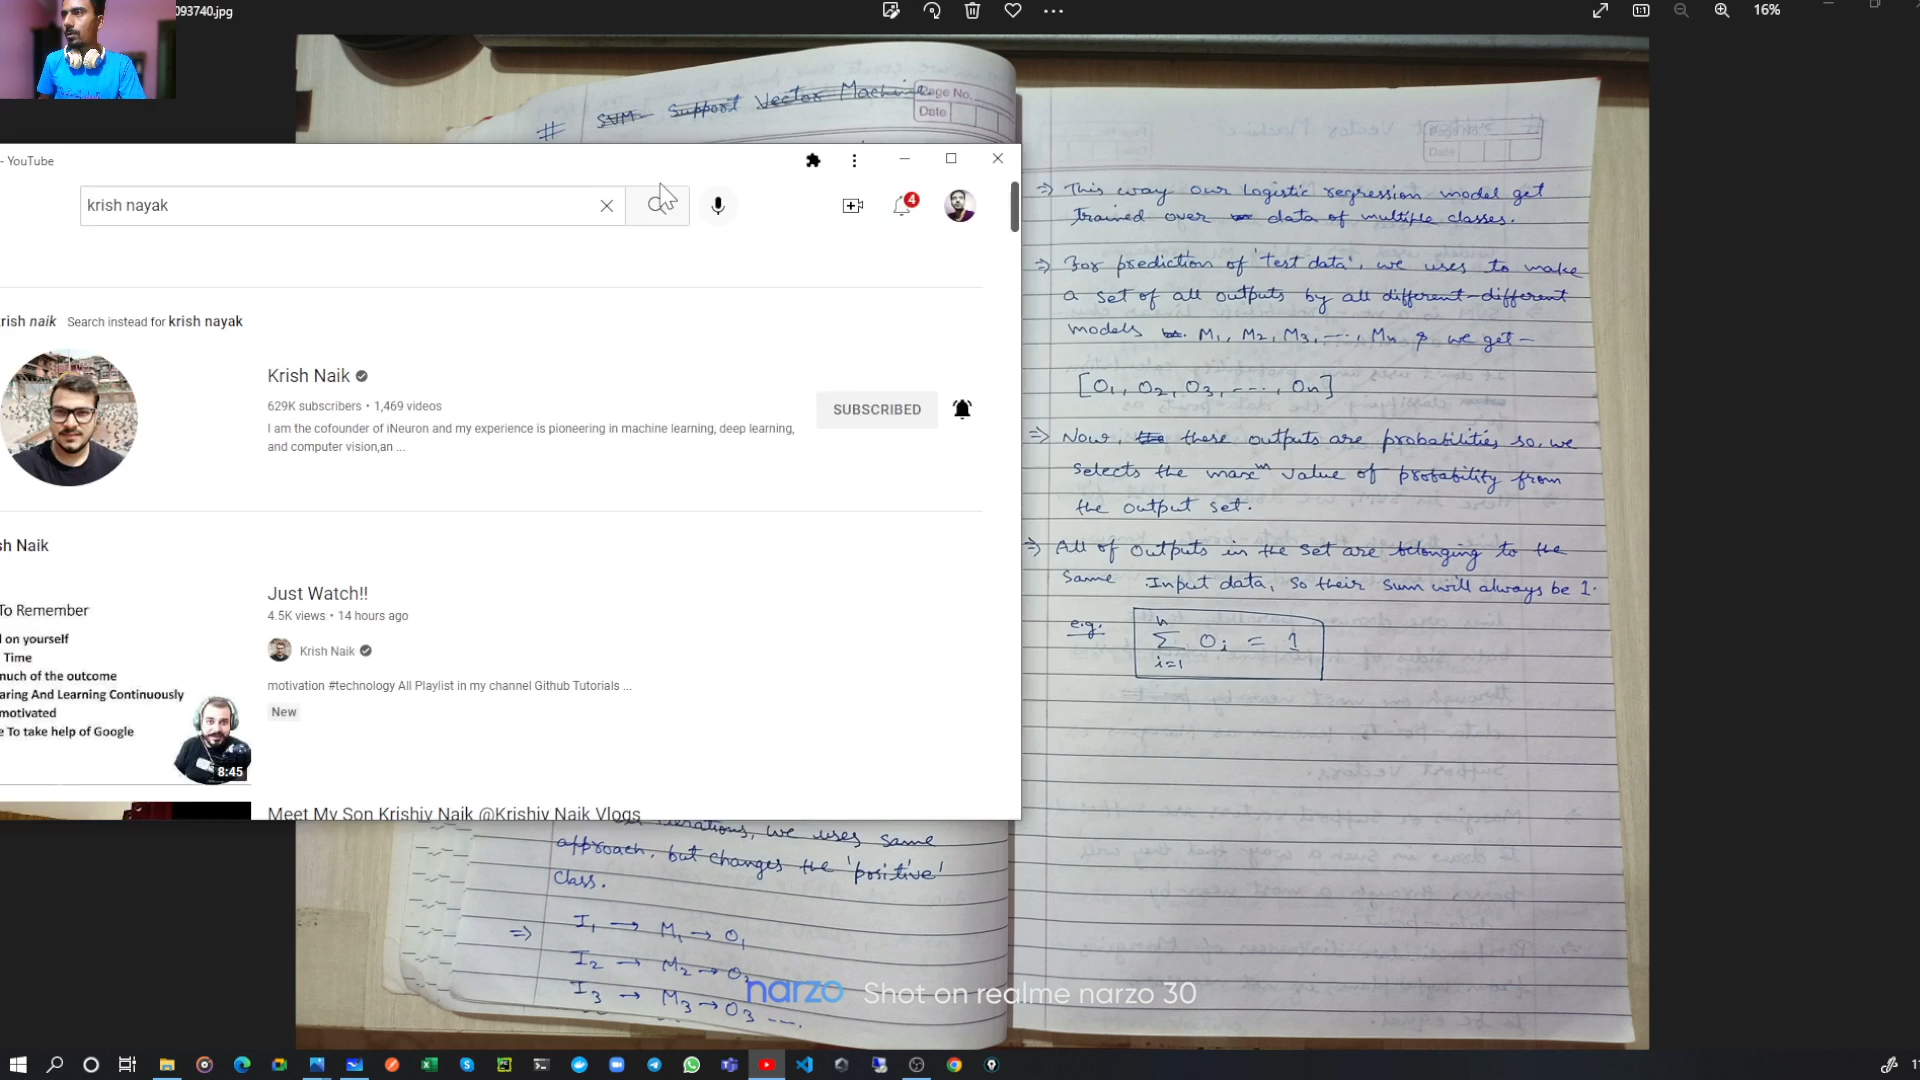 093740.jpg
16%
# SVM- Support Vector Machine
Page No.
Date
- YouTube
krish nayak
4
rish naik Search instead for krish nayak
Krish Naik
629K subscribers • 1,469 videos
I am the cofounder of iNeuron and my experience is pioneering in machine learning, deep learning,
and computer vision,an ...
SUBSCRIBED
sh Naik
To Remember
d on yourself
Time
much of the outcome
aring And Learning Continuously
motivated
e To take help of Google
8:45
Just Watch!!
4.5K views • 14 hours ago
Krish Naik
motivation #technology All Playlist in my channel Github Tutorials ...
New
Meet My Son Krishiv Naik @Krishiv Naik Vlogs
iterations, we uses same
approach, but changes the 'positive'
class.
=> I1 → M1 → O1
I2 → M2 → O2
I3 → M3 → O3 ---.
=> This way our Logistic regression model get
trained over data of multiple classes.
=> For prediction of 'test data', we uses to make
a set of all outputs by all different-different
models M1, M2, M3, ---, Mn & we get -
[O1, O2, O3, ---, On]
=> Now, these outputs are probabilities so, we
selects the maxm value of probability from
the output set.
=> All of outputs in the set are belonging to the
same Input data, so their sum will always be 1.
e.g. n
∑ Oi = 1
i=1
narzo Shot on realme narzo 30